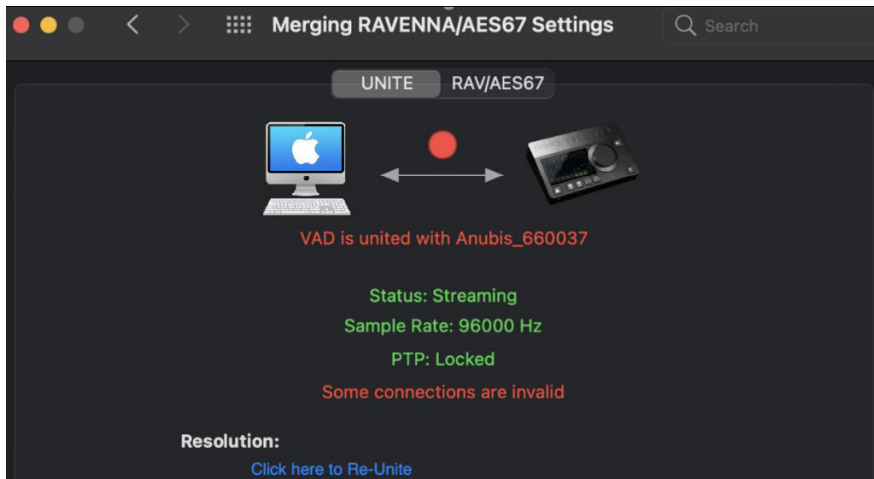 Merging RAVENNA/AES67 Settings
Search
UNITE
RAV/AES67
VAD is united with Anubis_660037
Status: Streaming
Sample Rate: 96000 Hz
PTP: Locked
Some connections are invalid
Resolution:
Click here to Re-Unite